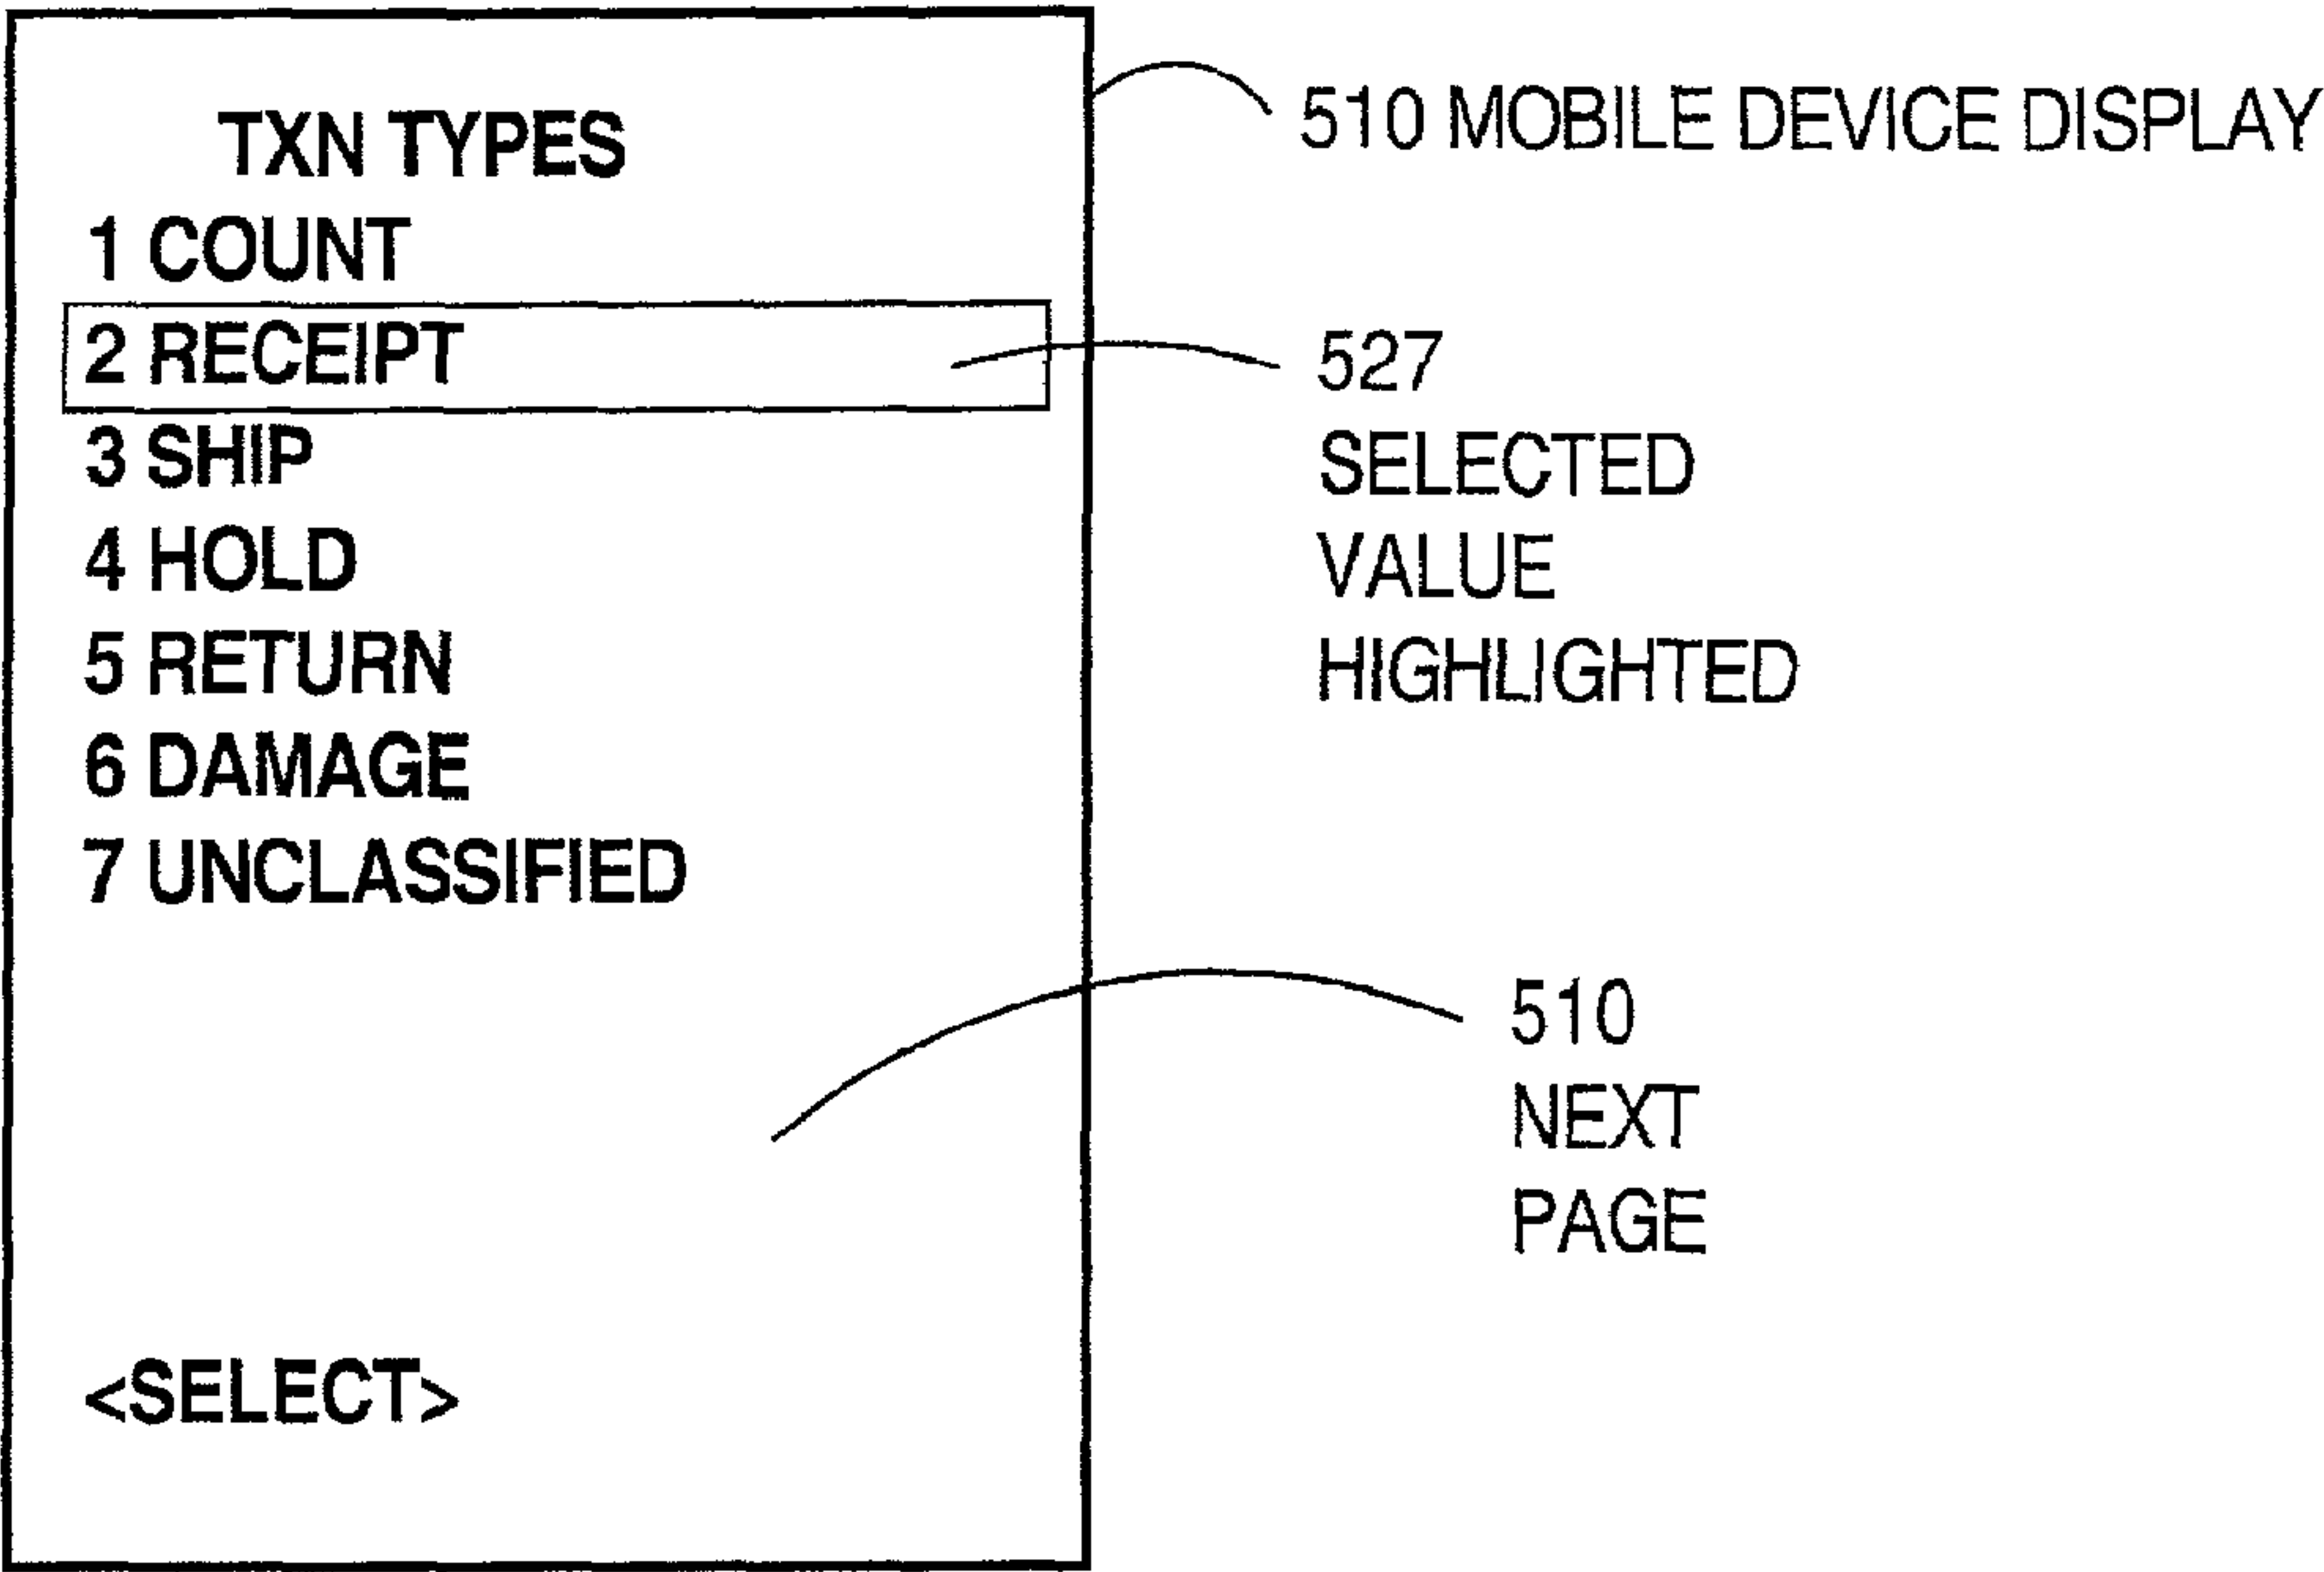 TXN TYPES
1 COUNT
2 RECEIPT
3 SHIP
4 HOLD
5 RETURN
6 DAMAGE
7 UNCLASSIFIED
<SELECT>
510 MOBILE DEVICE DISPLAY
527
SELECTED
VALUE
HIGHLIGHTED
510
NEXT
PAGE